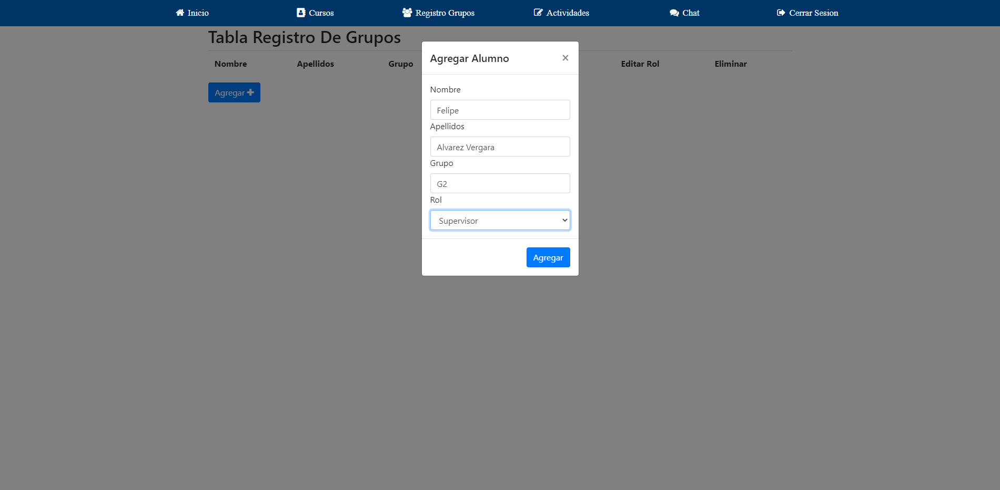 Inicio Cursos Registro Grupos Actividades Chat Cerrar Sesion
Tabla Registro De Grupos
Nombre Apellidos Grupo Editar Rol Eliminar
Agregar
Agregar Alumno ×
Nombre
Felipe
Apellidos
Alvarez Vergara
Grupo
G2
Rol
Supervisor
Agregar